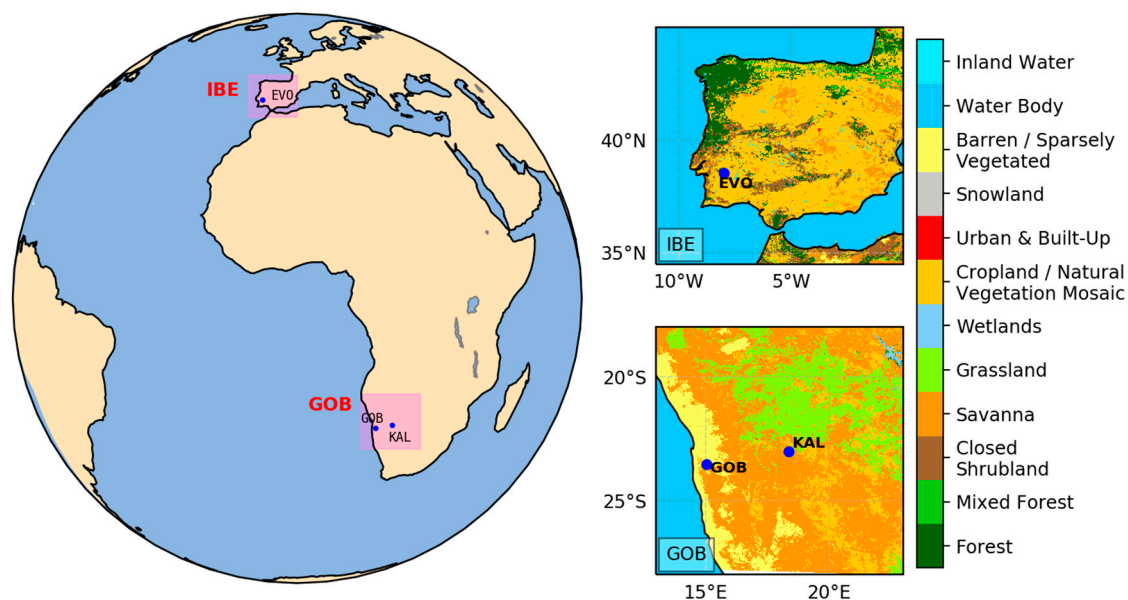 IBE
EVO
GOB
GOB
KAL
40°N
35°N
10°W
5°W
EVO
IBE
20°S
25°S
15°E
20°E
KAL
GOB
GOB
Inland Water
Water Body
Barren / Sparsely
Vegetated
Snowland
Urban & Built-Up
Cropland / Natural
Vegetation Mosaic
Wetlands
Grassland
Savanna
Closed
Shrubland
Mixed Forest
Forest